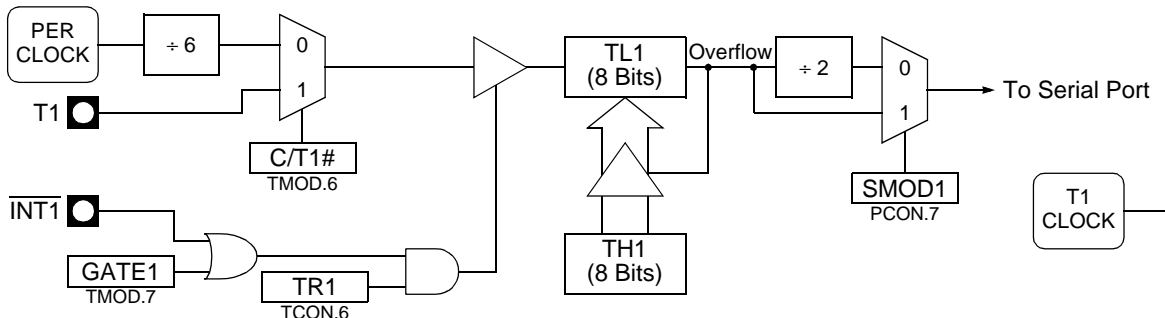 PER
CLOCK
÷ 6
0
1
T1
C/T1#
TMOD.6
INT1
GATE1
TMOD.7
TR1
TCON.6
TL1
(8 Bits)
Overflow
÷ 2
0
1
To Serial Port
SMOD1
PCON.7
TH1
(8 Bits)
T1
CLOCK